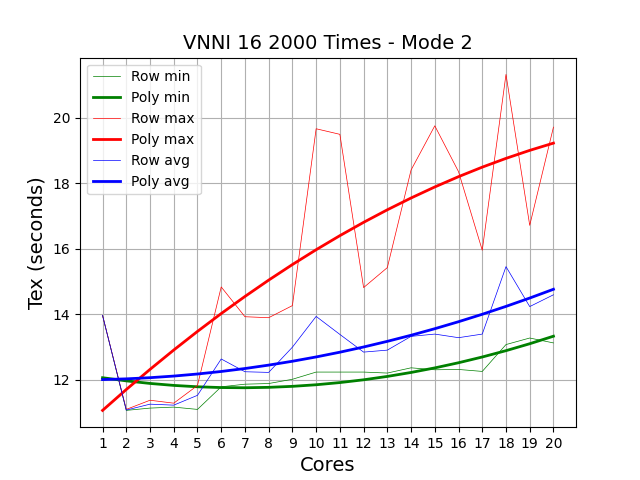 VNNI 16 2000 Times - Mode 2
Row min
Poly min
Row max
Poly max
Row avg
Poly avg
Tex (seconds)
20
18
16
14
12
1 2 3 4 5 6 7 8 9 10 11 12 13 14 15 16 17 18 19 20
Cores